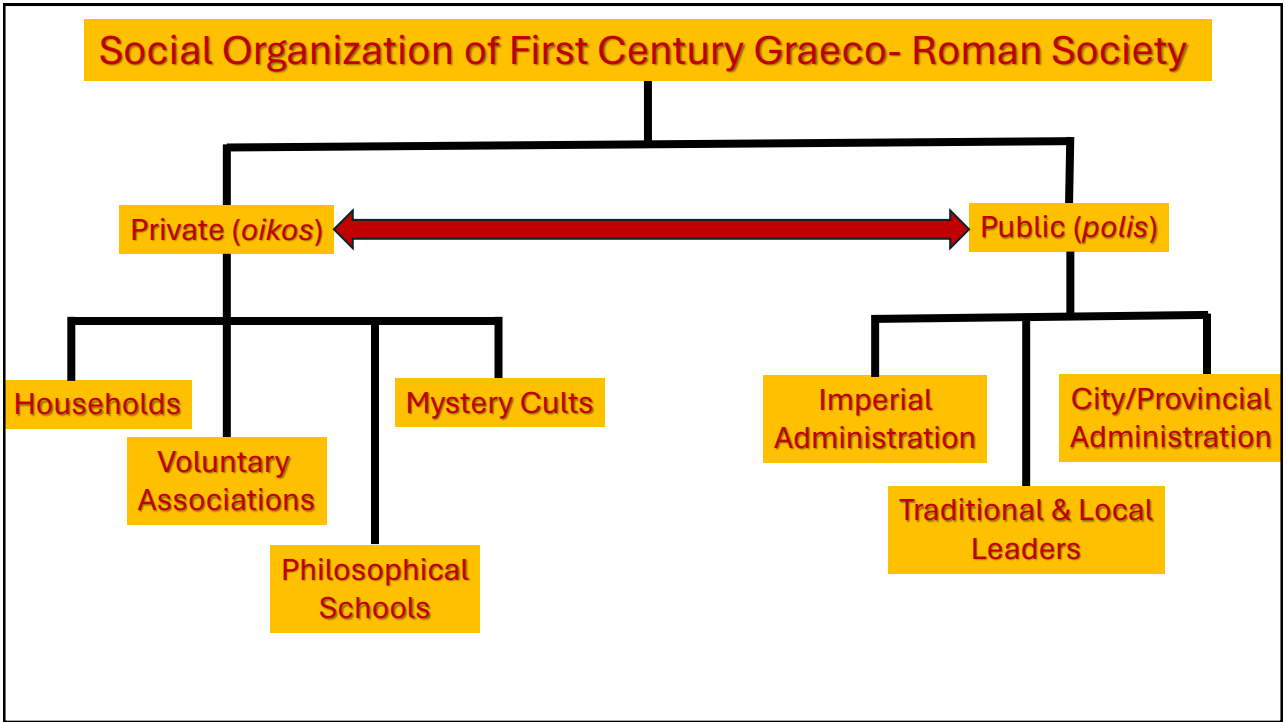 Social Organization of First Century Graeco- Roman Society
Private (oikos)
Public (polis)
Households
Voluntary
Associations
Philosophical
Schools
Mystery Cults
Imperial
Administration
Traditional & Local
Leaders
City/Provincial
Administration